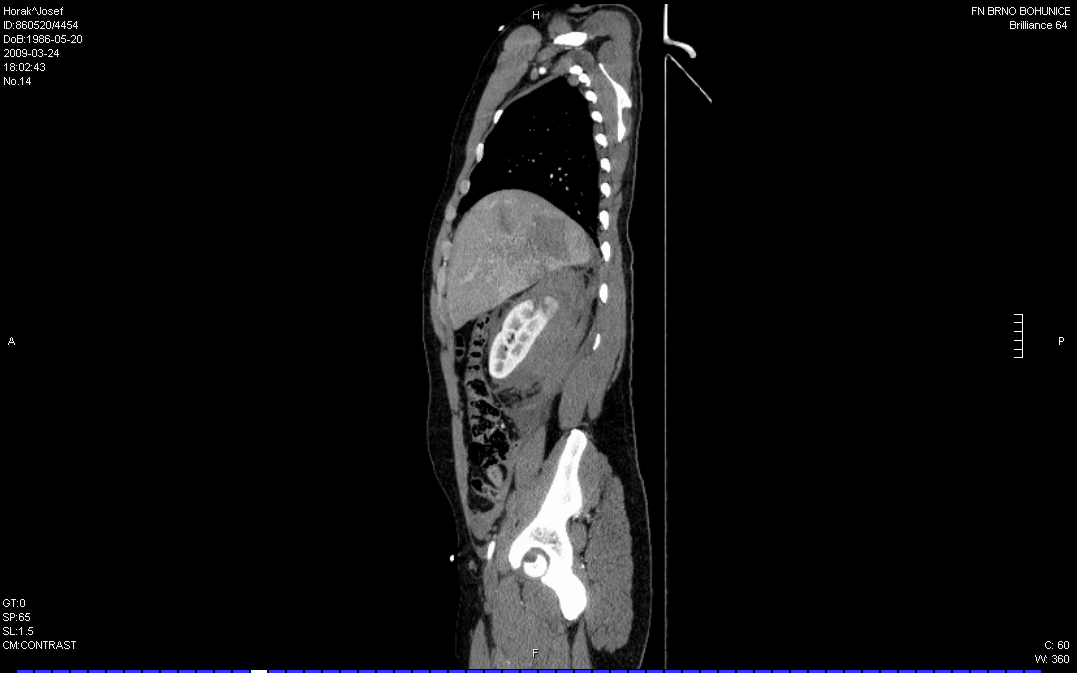 Horak^Josef
ID:860520/4454
DoB:1986-05-20
2009-03-24
18:02:43
No.14
H
FN BRNO BOHUNICE
Brilliance 64
A
P
GT:0
SP:65
SL:1.5
CM:CONTRAST
F
C: 60
W: 360